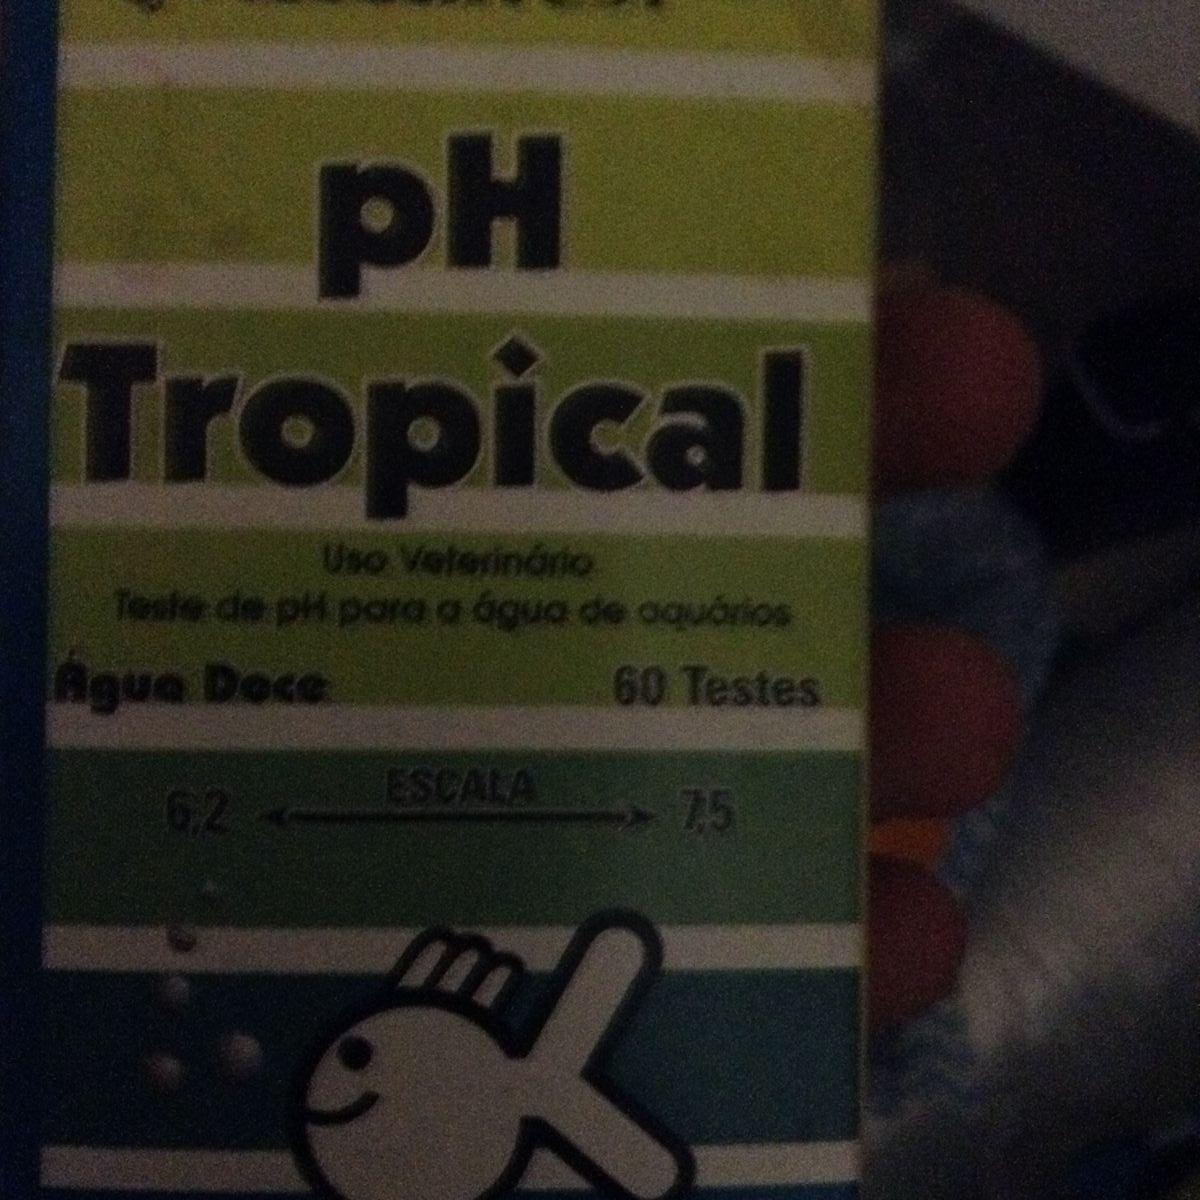 pH
Tropical
Uso Veterinário
Teste de pH para a água de aquários
Água Doce 60 Testes
ESCALA
6,2 7,5